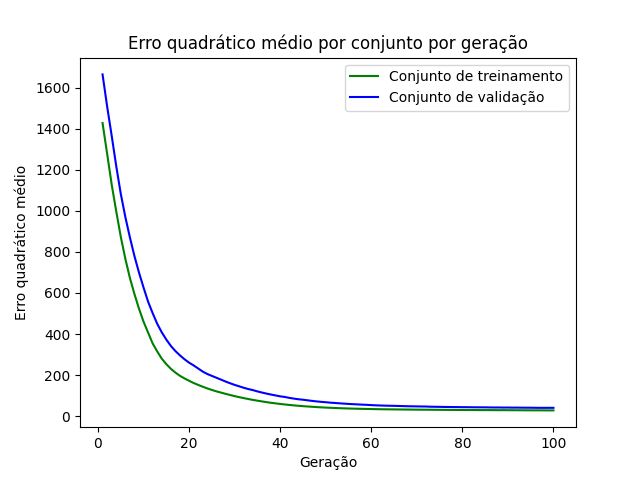 Erro quadrático médio por conjunto por geração
Conjunto de treinamento
Conjunto de validação
Erro quadrático médio
1600
1400
1200
1000
800
600
400
200
0
0 20 40 60 80 100
Geração